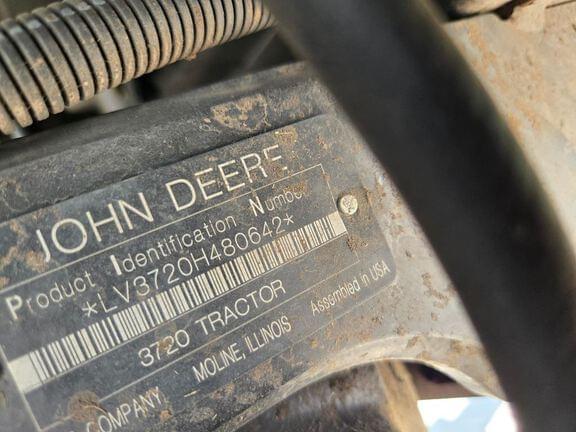 JOHN DEERE
Product Identification Number
*LV3720H480642*
3720 TRACTOR
COMPANY MOLINE, ILLINOIS Assembled in USA